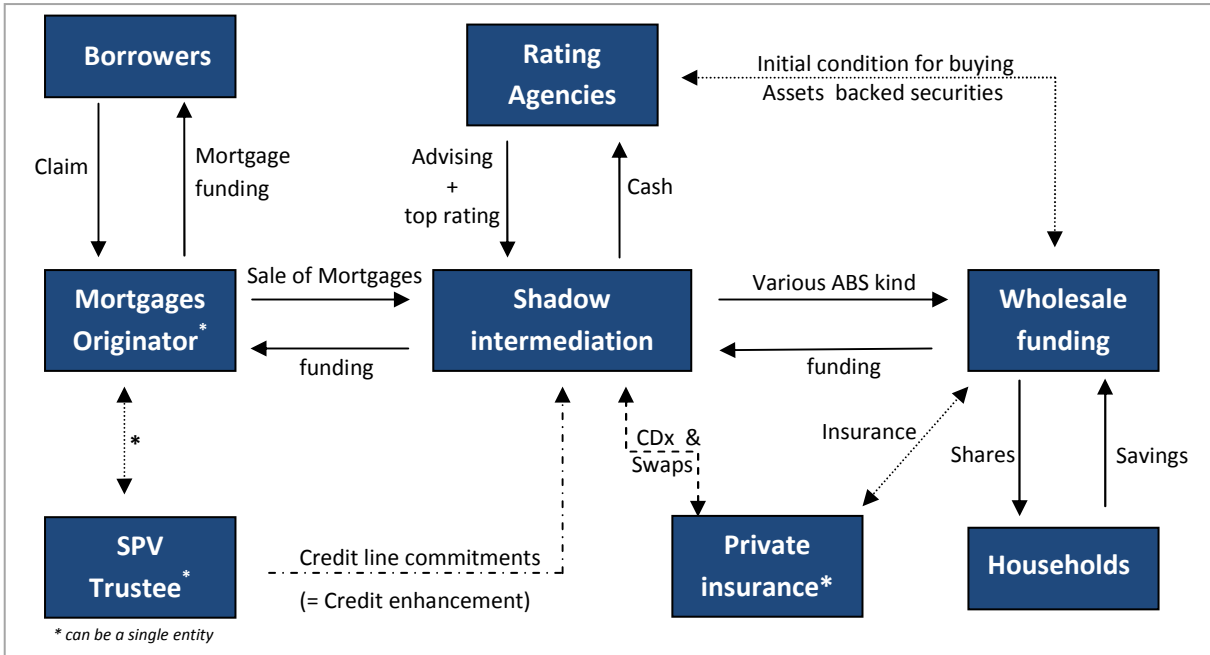 Borrowers
Rating
Agencies
Initial condition for buying
Assets backed securities
Claim
Mortgage
funding
Advising
+
top rating
Cash
Mortgages
Originator*
Sale of Mortgages
funding
Shadow
intermediation
Various ABS kind
funding
Wholesale
funding
*
CDx &
Swaps
Insurance
Shares
Savings
SPV
Trustee*
Credit line commitments
(= Credit enhancement)
Private
insurance*
Households
* can be a single entity